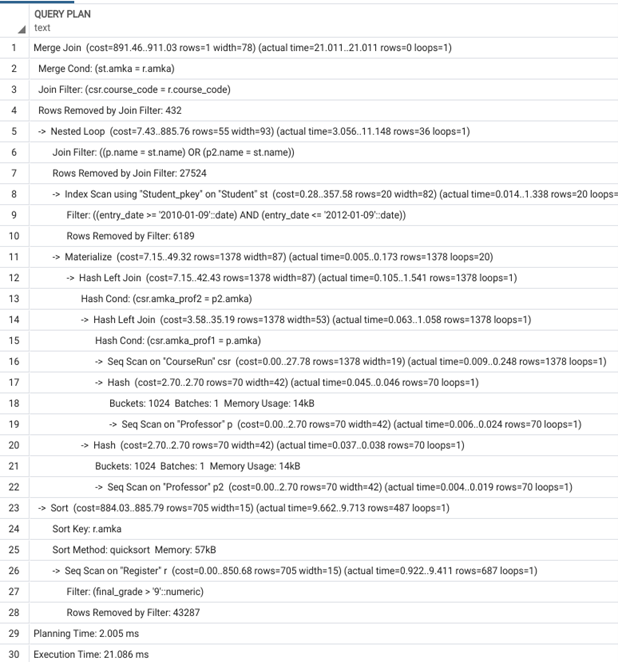 QUERY PLAN
text
1 Merge Join (cost=891.46..911.03 rows=1 width=78) (actual time=21.011..21.011 rows=0 loops=1)
2 Merge Cond: (st.amka = r.amka)
3 Join Filter: (csr.course_code = r.course_code)
4 Rows Removed by Join Filter: 432
5 -> Nested Loop (cost=7.43..885.76 rows=55 width=93) (actual time=3.056..11.148 rows=36 loops=1)
6 Join Filter: ((p.name = st.name) OR (p2.name = st.name))
7 Rows Removed by Join Filter: 27524
8 -> Index Scan using "Student_pkey" on "Student" st (cost=0.28..357.58 rows=20 width=82) (actual time=0.014..1.338 rows=20 loops=
9 Filter: ((entry_date >= '2010-01-09'::date) AND (entry_date <= '2012-01-09'::date))
10 Rows Removed by Filter: 6189
11 -> Materialize (cost=7.15..49.32 rows=1378 width=87) (actual time=0.005..0.173 rows=1378 loops=20)
12 -> Hash Left Join (cost=7.15..42.43 rows=1378 width=87) (actual time=0.105..1.541 rows=1378 loops=1)
13 Hash Cond: (csr.amka_prof2 = p2.amka)
14 -> Hash Left Join (cost=3.58..35.19 rows=1378 width=53) (actual time=0.063..1.058 rows=1378 loops=1)
15 Hash Cond: (csr.amka_prof1 = p.amka)
16 -> Seq Scan on "CourseRun" csr (cost=0.00..27.78 rows=1378 width=19) (actual time=0.009..0.248 rows=1378 loops=1)
17 -> Hash (cost=2.70..2.70 rows=70 width=42) (actual time=0.045..0.046 rows=70 loops=1)
18 Buckets: 1024 Batches: 1 Memory Usage: 14kB
19 -> Seq Scan on "Professor" p (cost=0.00..2.70 rows=70 width=42) (actual time=0.006..0.024 rows=70 loops=1)
20 -> Hash (cost=2.70..2.70 rows=70 width=42) (actual time=0.037..0.038 rows=70 loops=1)
21 Buckets: 1024 Batches: 1 Memory Usage: 14kB
22 -> Seq Scan on "Professor" p2 (cost=0.00..2.70 rows=70 width=42) (actual time=0.004..0.019 rows=70 loops=1)
23 -> Sort (cost=884.03..885.79 rows=705 width=15) (actual time=9.662..9.713 rows=487 loops=1)
24 Sort Key: r.amka
25 Sort Method: quicksort Memory: 57kB
26 -> Seq Scan on "Register" r (cost=0.00..850.68 rows=705 width=15) (actual time=0.922..9.411 rows=687 loops=1)
27 Filter: (final_grade > '9'::numeric)
28 Rows Removed by Filter: 43287
29 Planning Time: 2.005 ms
30 Execution Time: 21.086 ms